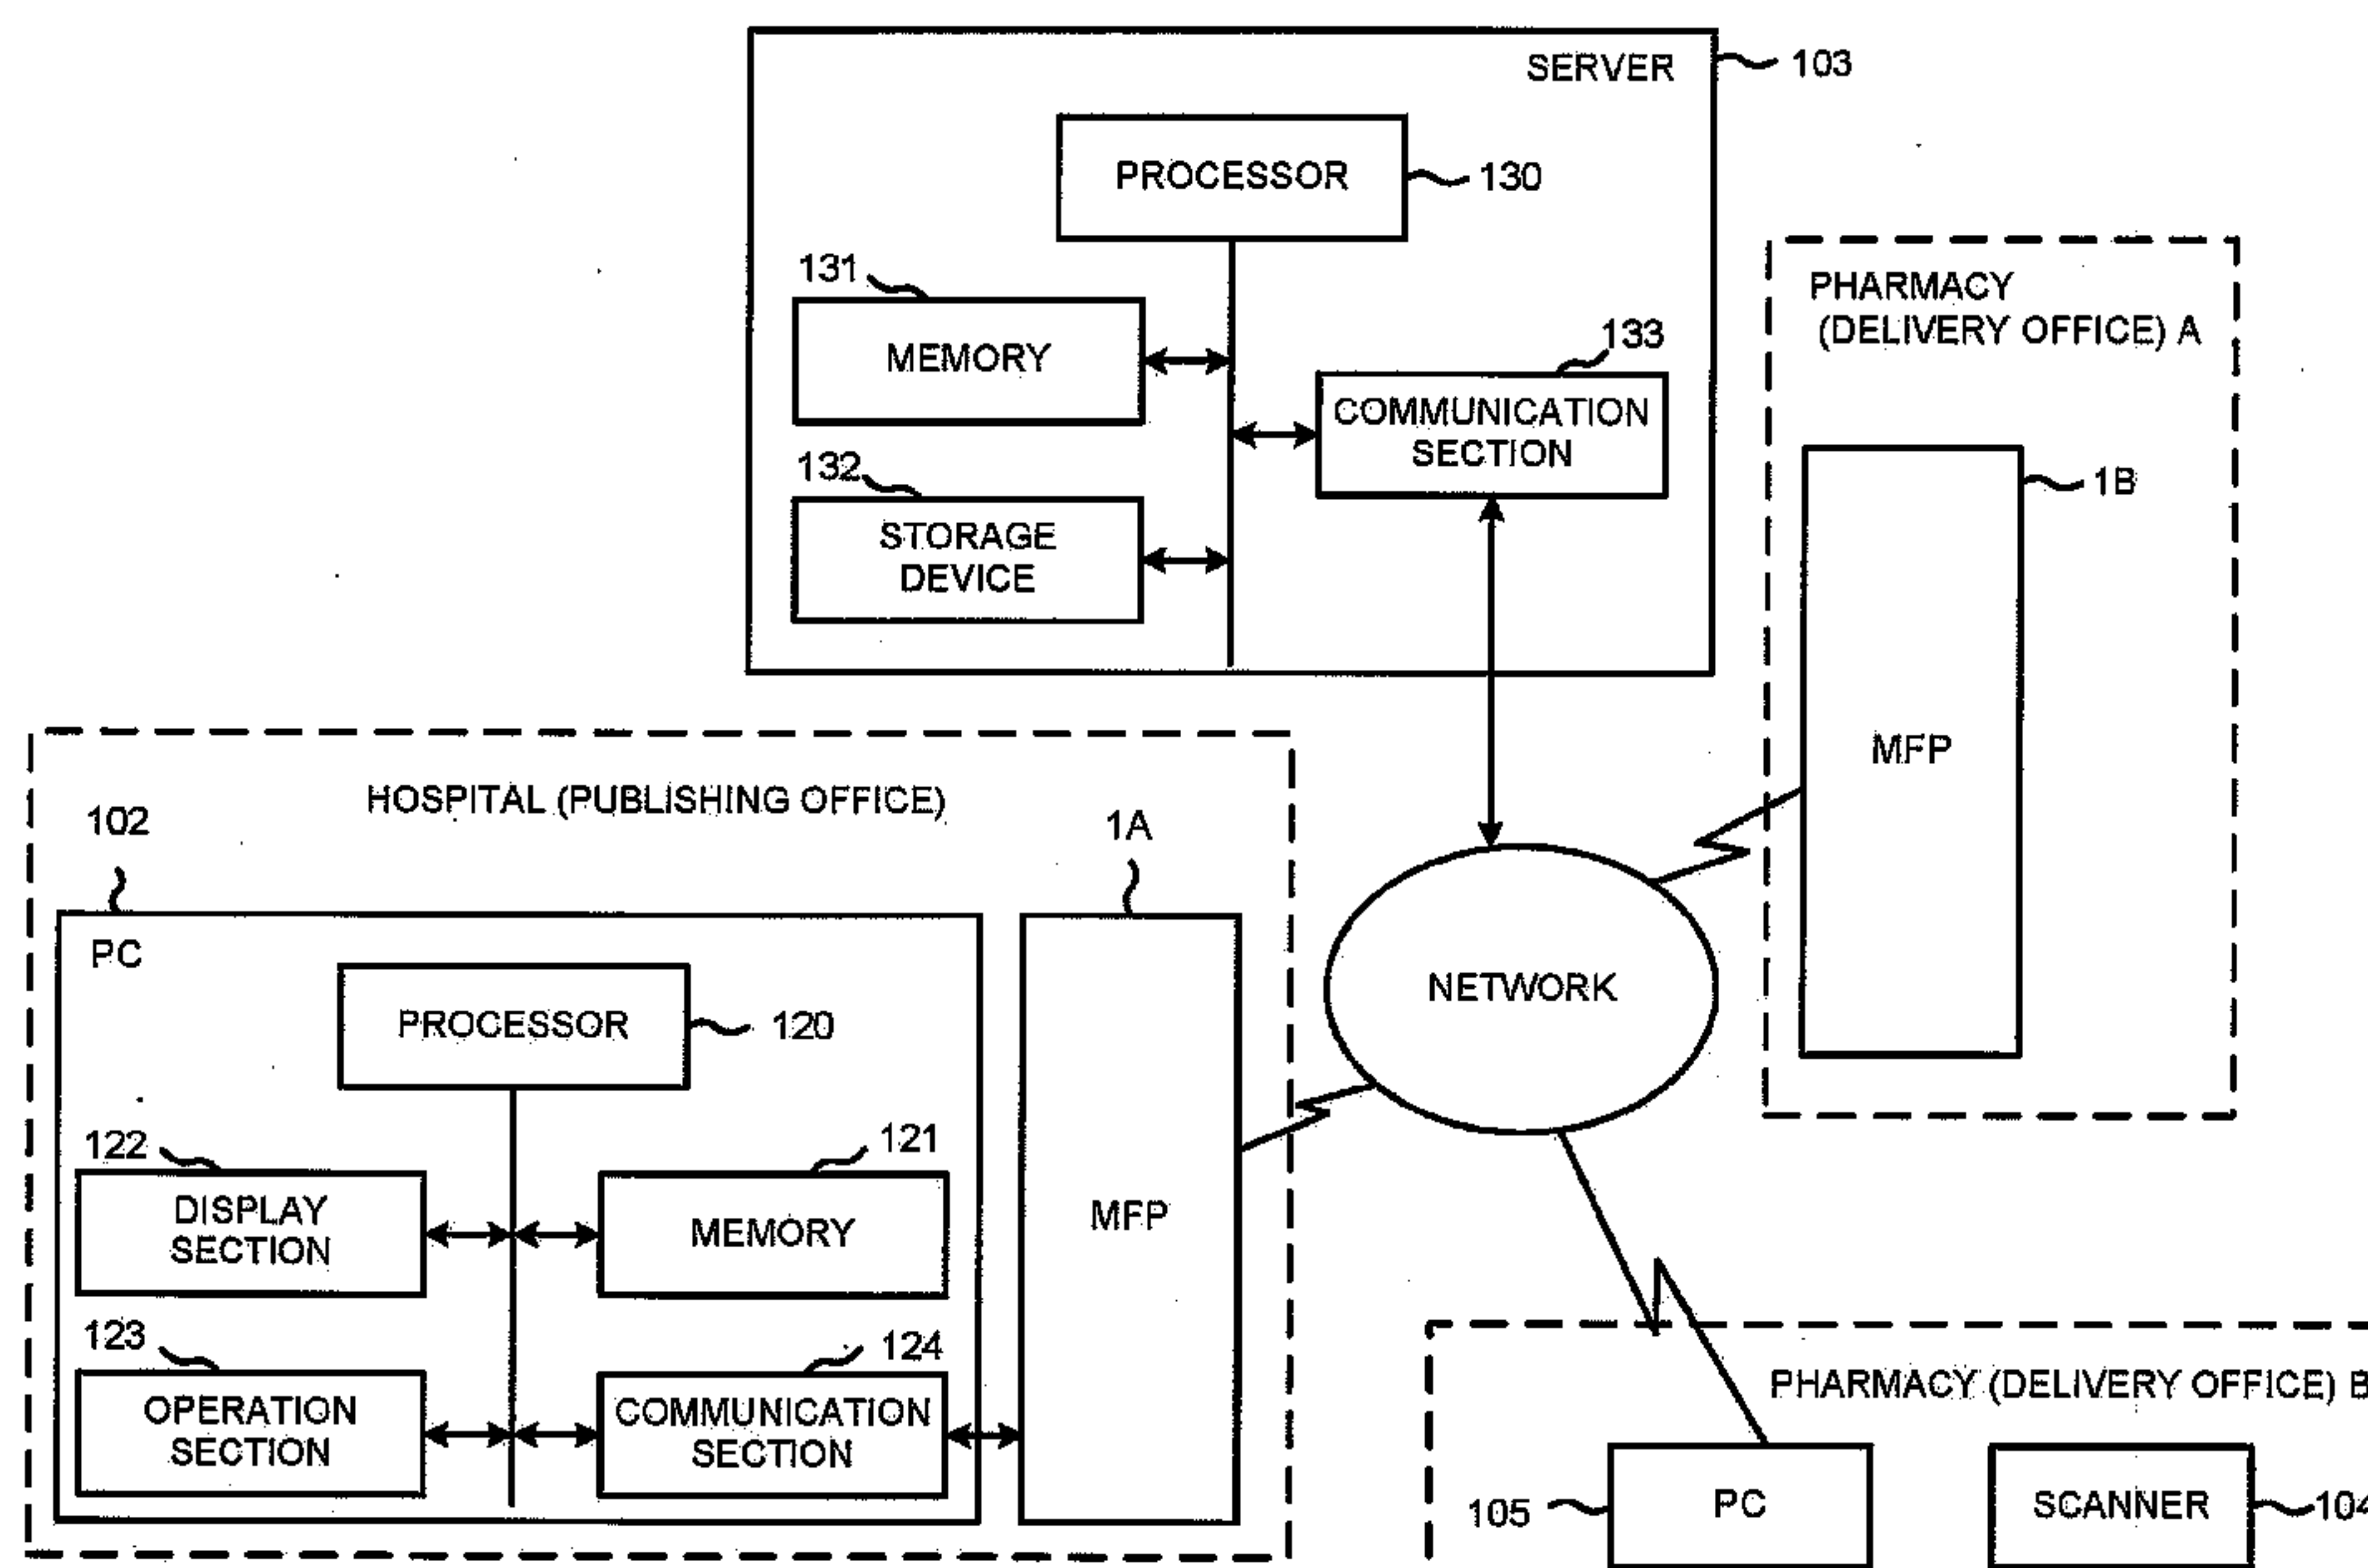 SERVER
103
PROCESSOR
130
131
MEMORY
133
COMMUNICATION
SECTION
132
STORAGE
DEVICE
PHARMACY
(DELIVERY OFFICE) A
1B
MFP
HOSPITAL (PUBLISHING OFFICE)
102
1A
PC
PROCESSOR
120
122
DISPLAY
SECTION
121
MEMORY
123
OPERATION
SECTION
124
COMMUNICATION
SECTION
MFP
NETWORK
PHARMACY (DELIVERY OFFICE) B
105
PC
SCANNER
104